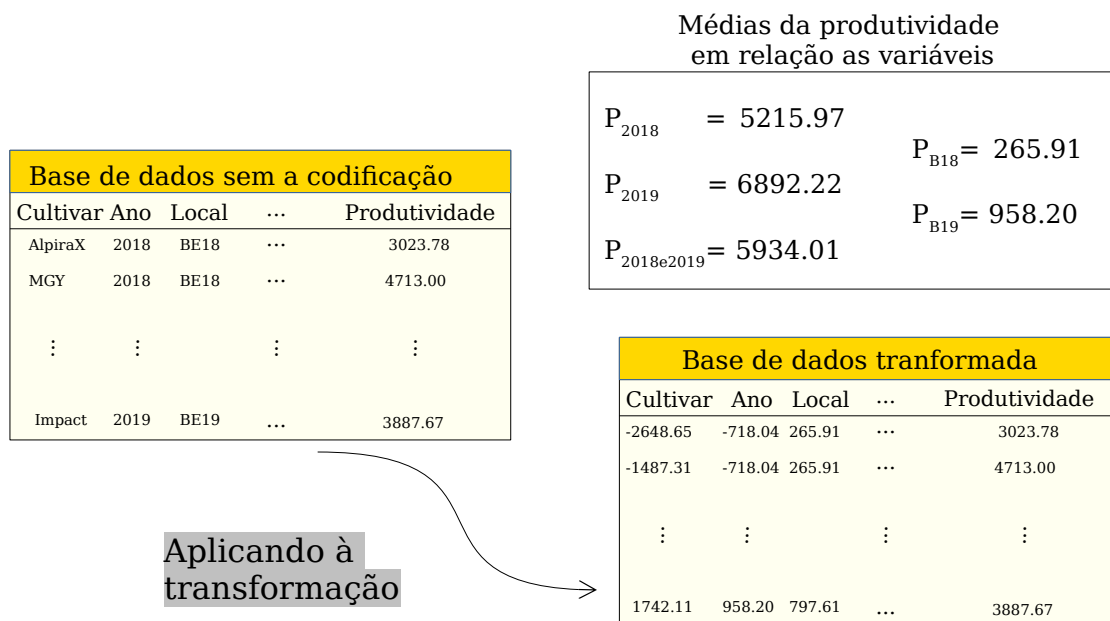 Médias da produtividade
em relação as variáveis
P2018 = 5215.97
P2019 = 6892.22
P2018e2019= 5934.01
PB18= 265.91
PB19= 958.20
Base de dados sem a codificação
Cultivar Ano Local ... Produtividade
AlpiraX 2018 BE18 ... 3023.78
MGY 2018 BE18 ... 4713.00
⋮ ⋮ ⋮ ⋮
Impact 2019 BE19 ... 3887.67
Aplicando à
transformação
Base de dados tranformada
Cultivar Ano Local ... Produtividade
-2648.65 -718.04 265.91 ... 3023.78
-1487.31 -718.04 265.91 ... 4713.00
⋮ ⋮ ⋮ ⋮
1742.11 958.20 797.61 ... 3887.67